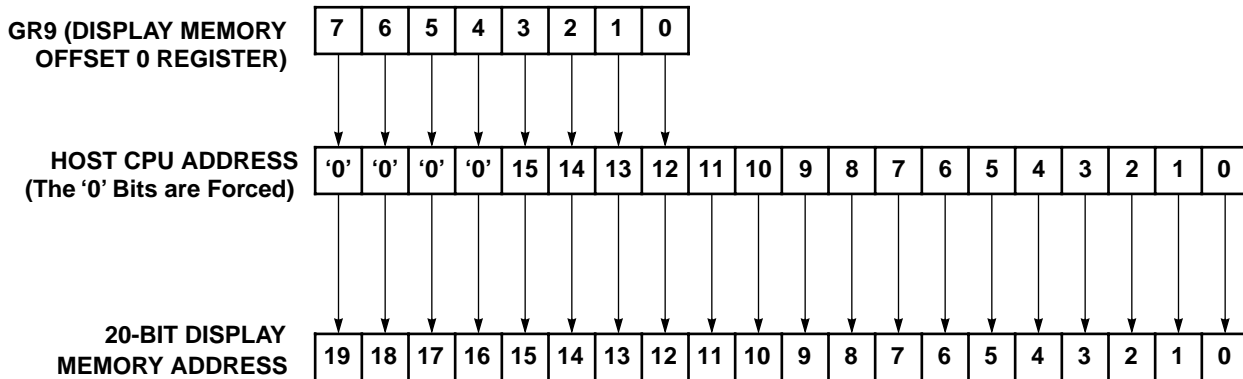 GR9 (DISPLAY MEMORY
OFFSET 0 REGISTER)
7 6 5 4 3 2 1 0
HOST CPU ADDRESS
(The ‘0’ Bits are Forced)
‘0’ ‘0’ ‘0’ ‘0’ 15 14 13 12 11 10 9 8 7 6 5 4 3 2 1 0
20-BIT DISPLAY
MEMORY ADDRESS
19 18 17 16 15 14 13 12 11 10 9 8 7 6 5 4 3 2 1 0